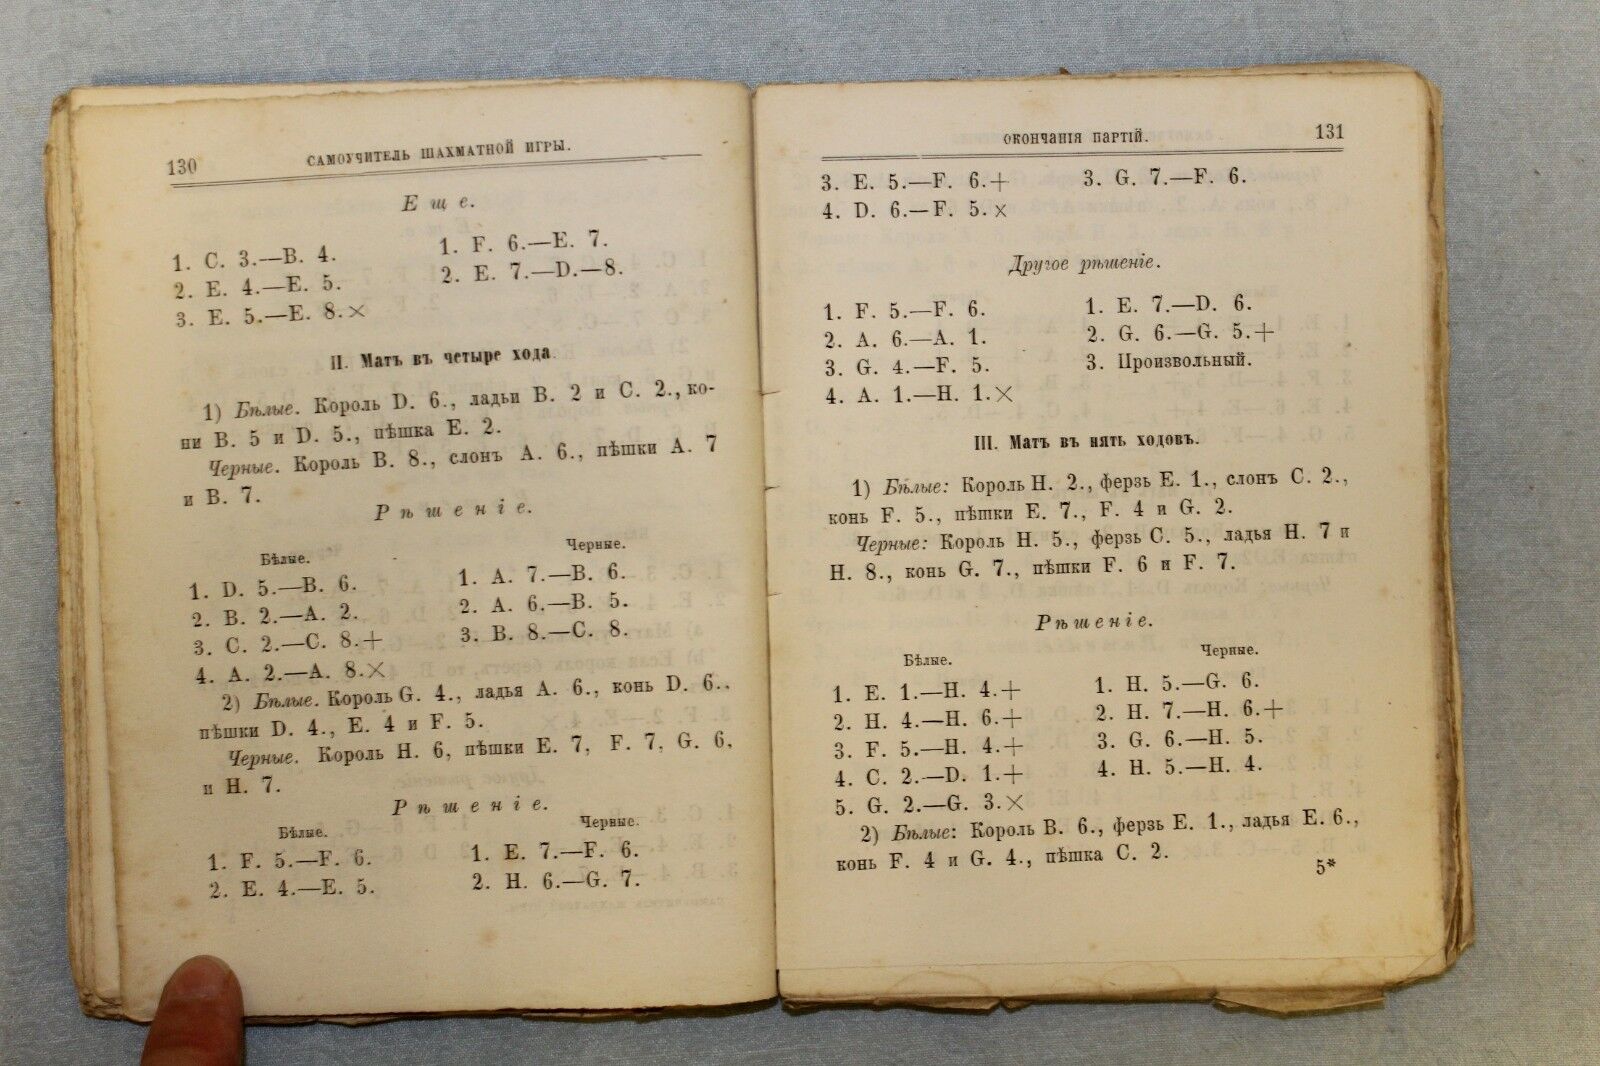 130
САМОУЧИТЕЛЬ ШАХМАТНОЙ ИГРЫ.
Еще.
1. C. 3.—B. 4. 1. F. 6.—E. 7.
2. E. 4.—E. 5. 2. E. 7.—D.—8.
3. E. 5.—E. 8.×
II. Матъ въ четыре хода.
1) Бѣлые. Король D. 6., ладьи B. 2 и C. 2., ко-
ни B. 5 и D. 5., пѣшка E. 2.
Черные. Король B. 8., слонъ A. 6., пѣшки A. 7
и B. 7.
Рѣшеніе.
Бѣлые. Черные.
1. D. 5.—B. 6. 1. A. 7.—B. 6.
2. B. 2.—A. 2. 2. A. 6.—B. 5.
3. C. 2.—C. 8.+ 3. B. 8.—C. 8.
4. A. 2.—A. 8.×
2) Бѣлые. Король G. 4., ладья A. 6., конь D. 6.,
пѣшки D. 4., E. 4 и F. 5.
Черные. Король H. 6, пѣшки E. 7, F. 7, G. 6,
и H. 7.
Рѣшеніе.
Бѣлые. Черные.
1. F. 5.—F. 6. 1. E. 7.—F. 6.
2. E. 4.—E. 5. 2. H. 6.—G. 7.
ОКОНЧАНІЯ ПАРТІЙ.
131
3. E. 5.—F. 6.+ 3. G. 7.—F. 6.
4. D. 6.—F. 5.×
Другое рѣшеніе.
1. F. 5.—F. 6. 1. E. 7.—D. 6.
2. A. 6.—A. 1. 2. G. 6.—G. 5.+
3. G. 4.—F. 5. 3. Произвольный.
4. A. 1.—H. 1.×
III. Матъ въ пять ходовъ.
1) Бѣлые: Король H. 2., ферзь E. 1., слонъ C. 2.,
конь F. 5., пѣшки E. 7., F. 4 и G. 2.
Черные: Король H. 5., ферзь C. 5., ладья H. 7 и
H. 8., конь G. 7., пѣшки F. 6 и F. 7.
Рѣшеніе.
Бѣлые. Черные.
1. E. 1.—H. 4.+ 1. H. 5.—G. 6.
2. H. 4.—H. 6.+ 2. H. 7.—H. 6.+
3. F. 5.—H. 4.+ 3. G. 6.—H. 5.
4. C. 2.—D. 1.+ 4. H. 5.—H. 4.
5. G. 2.—G. 3.×
2) Бѣлые: Король B. 6., ферзь E. 1., ладья E. 6.,
конь F. 4 и G. 4., пѣшка C. 2.
5*